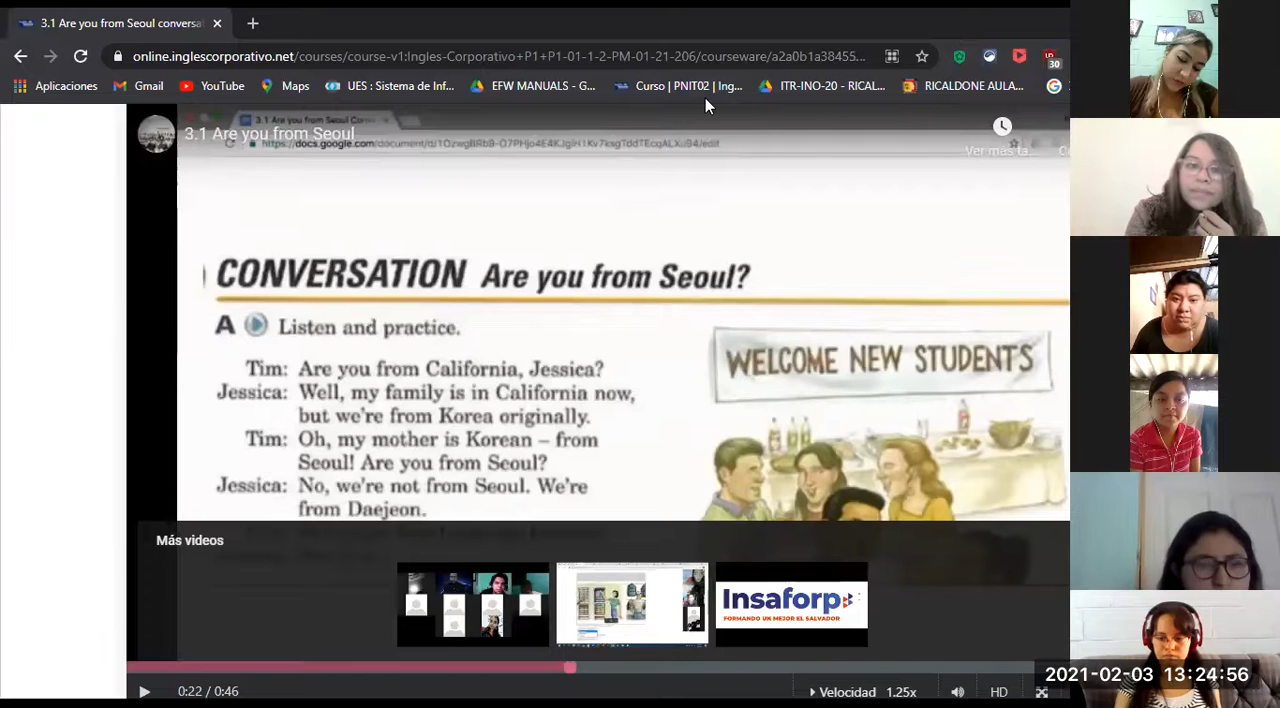 3.1 Are you from Seoul conversa
online.inglescorporativo.net/courses/course-v1:Ingles-Corporativo+P1+P1-01-1-2-PM-01-21-206/courseware/a2a0b1a38455...
30
Aplicaciones
Gmail
YouTube
Maps
UES : Sistema de Inf...
EFW MANUALS - G...
Curso | PNIT02 | Ing...
ITR-INO-20 - RICAL...
RICALDONE AULA...
3.1 Are you from Seoul
Ver más ta...
CONVERSATION Are you from Seoul?
A Listen and practice.
Tim: Are you from California, Jessica?
Jessica: Well, my family is in California now,
but we're from Korea originally.
Tim: Oh, my mother is Korean – from
Seoul! Are you from Seoul?
Jessica: No, we're not from Seoul. We're
from Daejeon.
WELCOME NEW STUDENTS
Más videos
Insaforp
FORMANDO UN MEJOR EL SALVADOR
0:22 / 0:46
Velocidad 1.25x
HD
2021-02-03 13:24:56